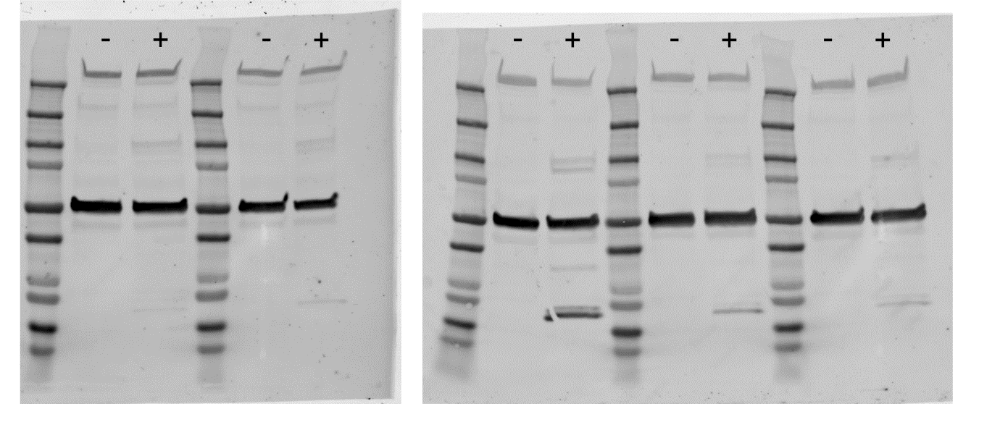 - + - +
- + - + - +